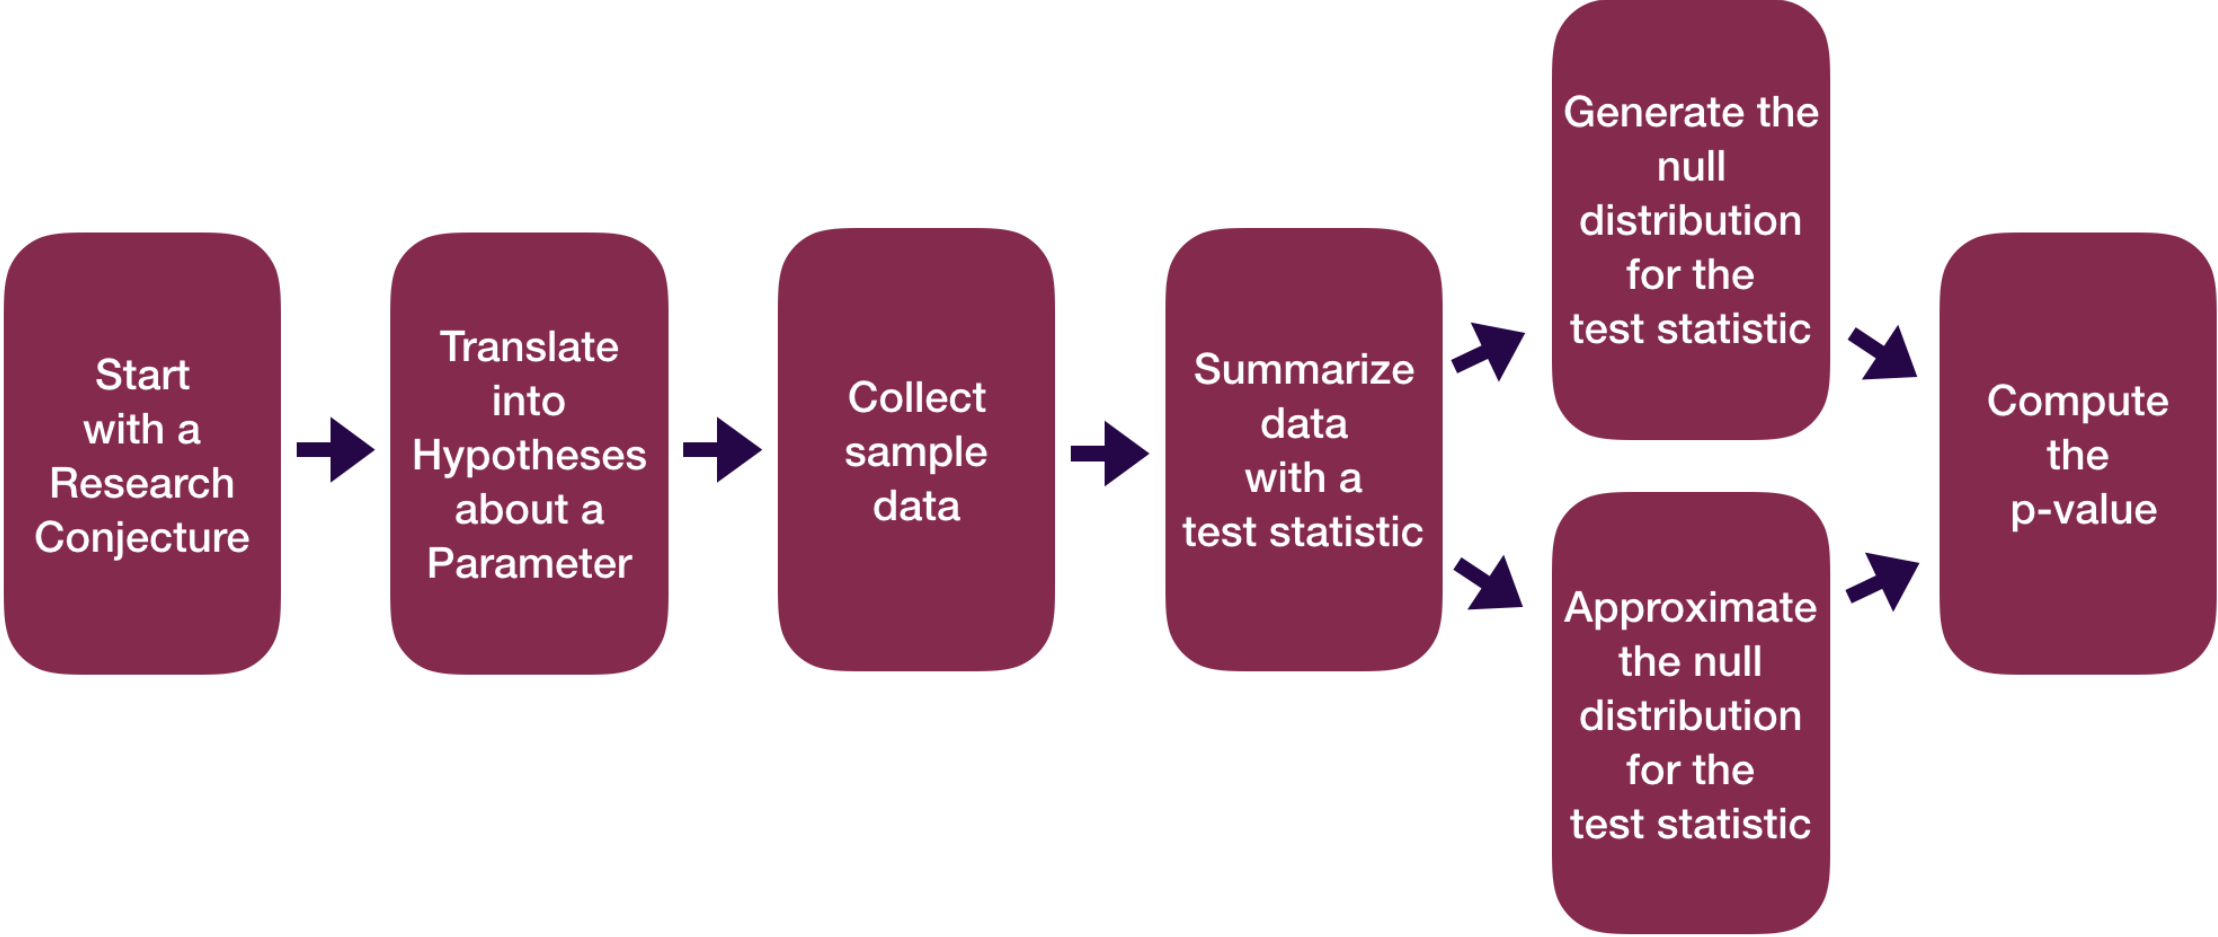 Start
with a
Research
Conjecture
Translate
into
Hypotheses
about a
Parameter
Collect
sample
data
Summarize
data
with a
test statistic
Generate the
null
distribution
for the
test statistic
Approximate
the null
distribution
for the
test statistic
Compute
the
p-value